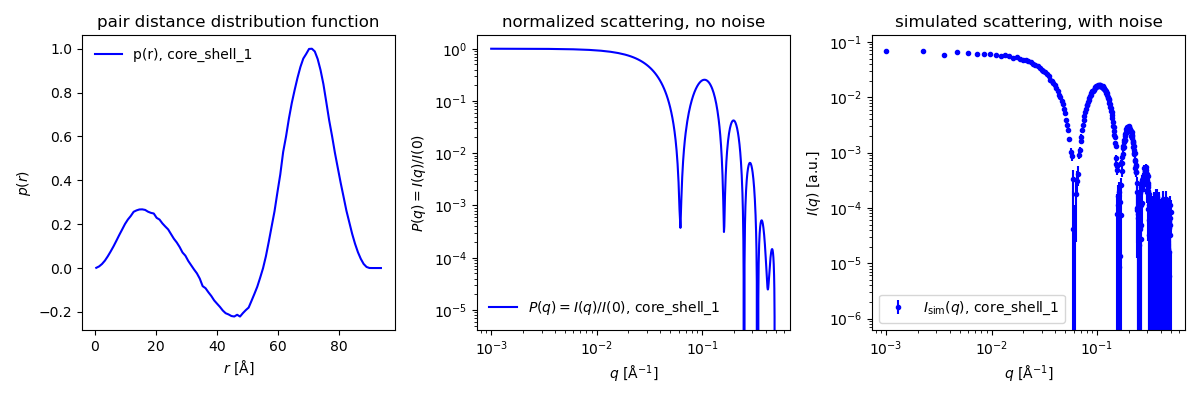 pair distance distribution function
p(r), core_shell_1
p(r)
1.0
0.8
0.6
0.4
0.2
0.0
−0.2
0
20
40
60
80
r [Å]
normalized scattering, no noise
P(q) = I(q)/I(0)
10⁰
10⁻¹
10⁻²
10⁻³
10⁻⁴
10⁻⁵
P(q) = I(q)/I(0), core_shell_1
10⁻³
10⁻²
10⁻¹
q [Å⁻¹]
simulated scattering, with noise
I(q) [a.u.]
10⁻¹
10⁻²
10⁻³
10⁻⁴
10⁻⁵
10⁻⁶
I_sim(q), core_shell_1
10⁻³
10⁻²
10⁻¹
q [Å⁻¹]